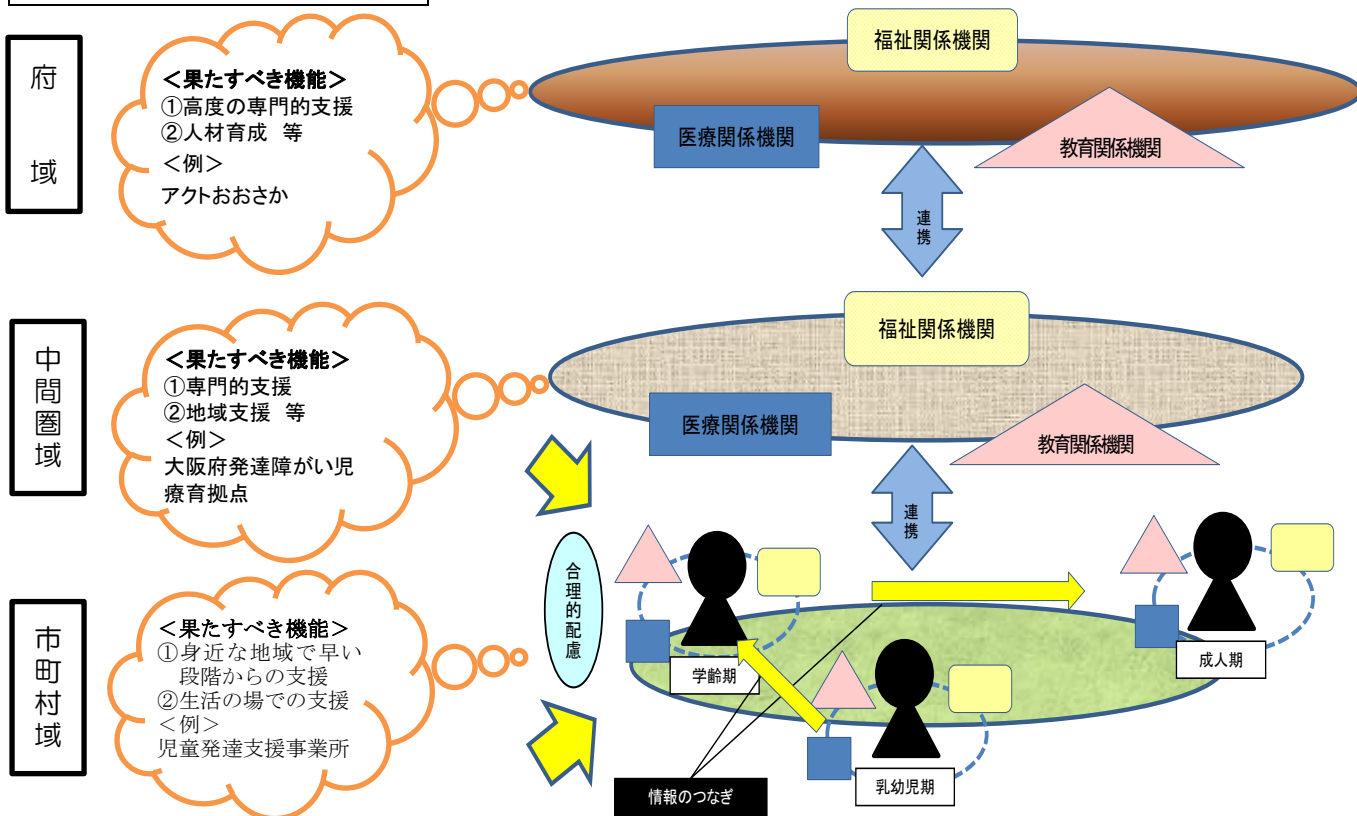 府域
<果たすべき機能>
①高度の専門的支援
②人材育成 等
<例>
アクトおおさか
福祉関係機関
医療関係機関
教育関係機関
連携
中間圏域
<果たすべき機能>
①専門的支援
②地域支援 等
<例>
大阪府発達障がい児
療育拠点
福祉関係機関
医療関係機関
教育関係機関
連携
市町村域
<果たすべき機能>
①身近な地域で早い
段階からの支援
②生活の場での支援
<例>
児童発達支援事業所
合理的配慮
学齢期
成人期
乳幼児期
情報のつなぎ